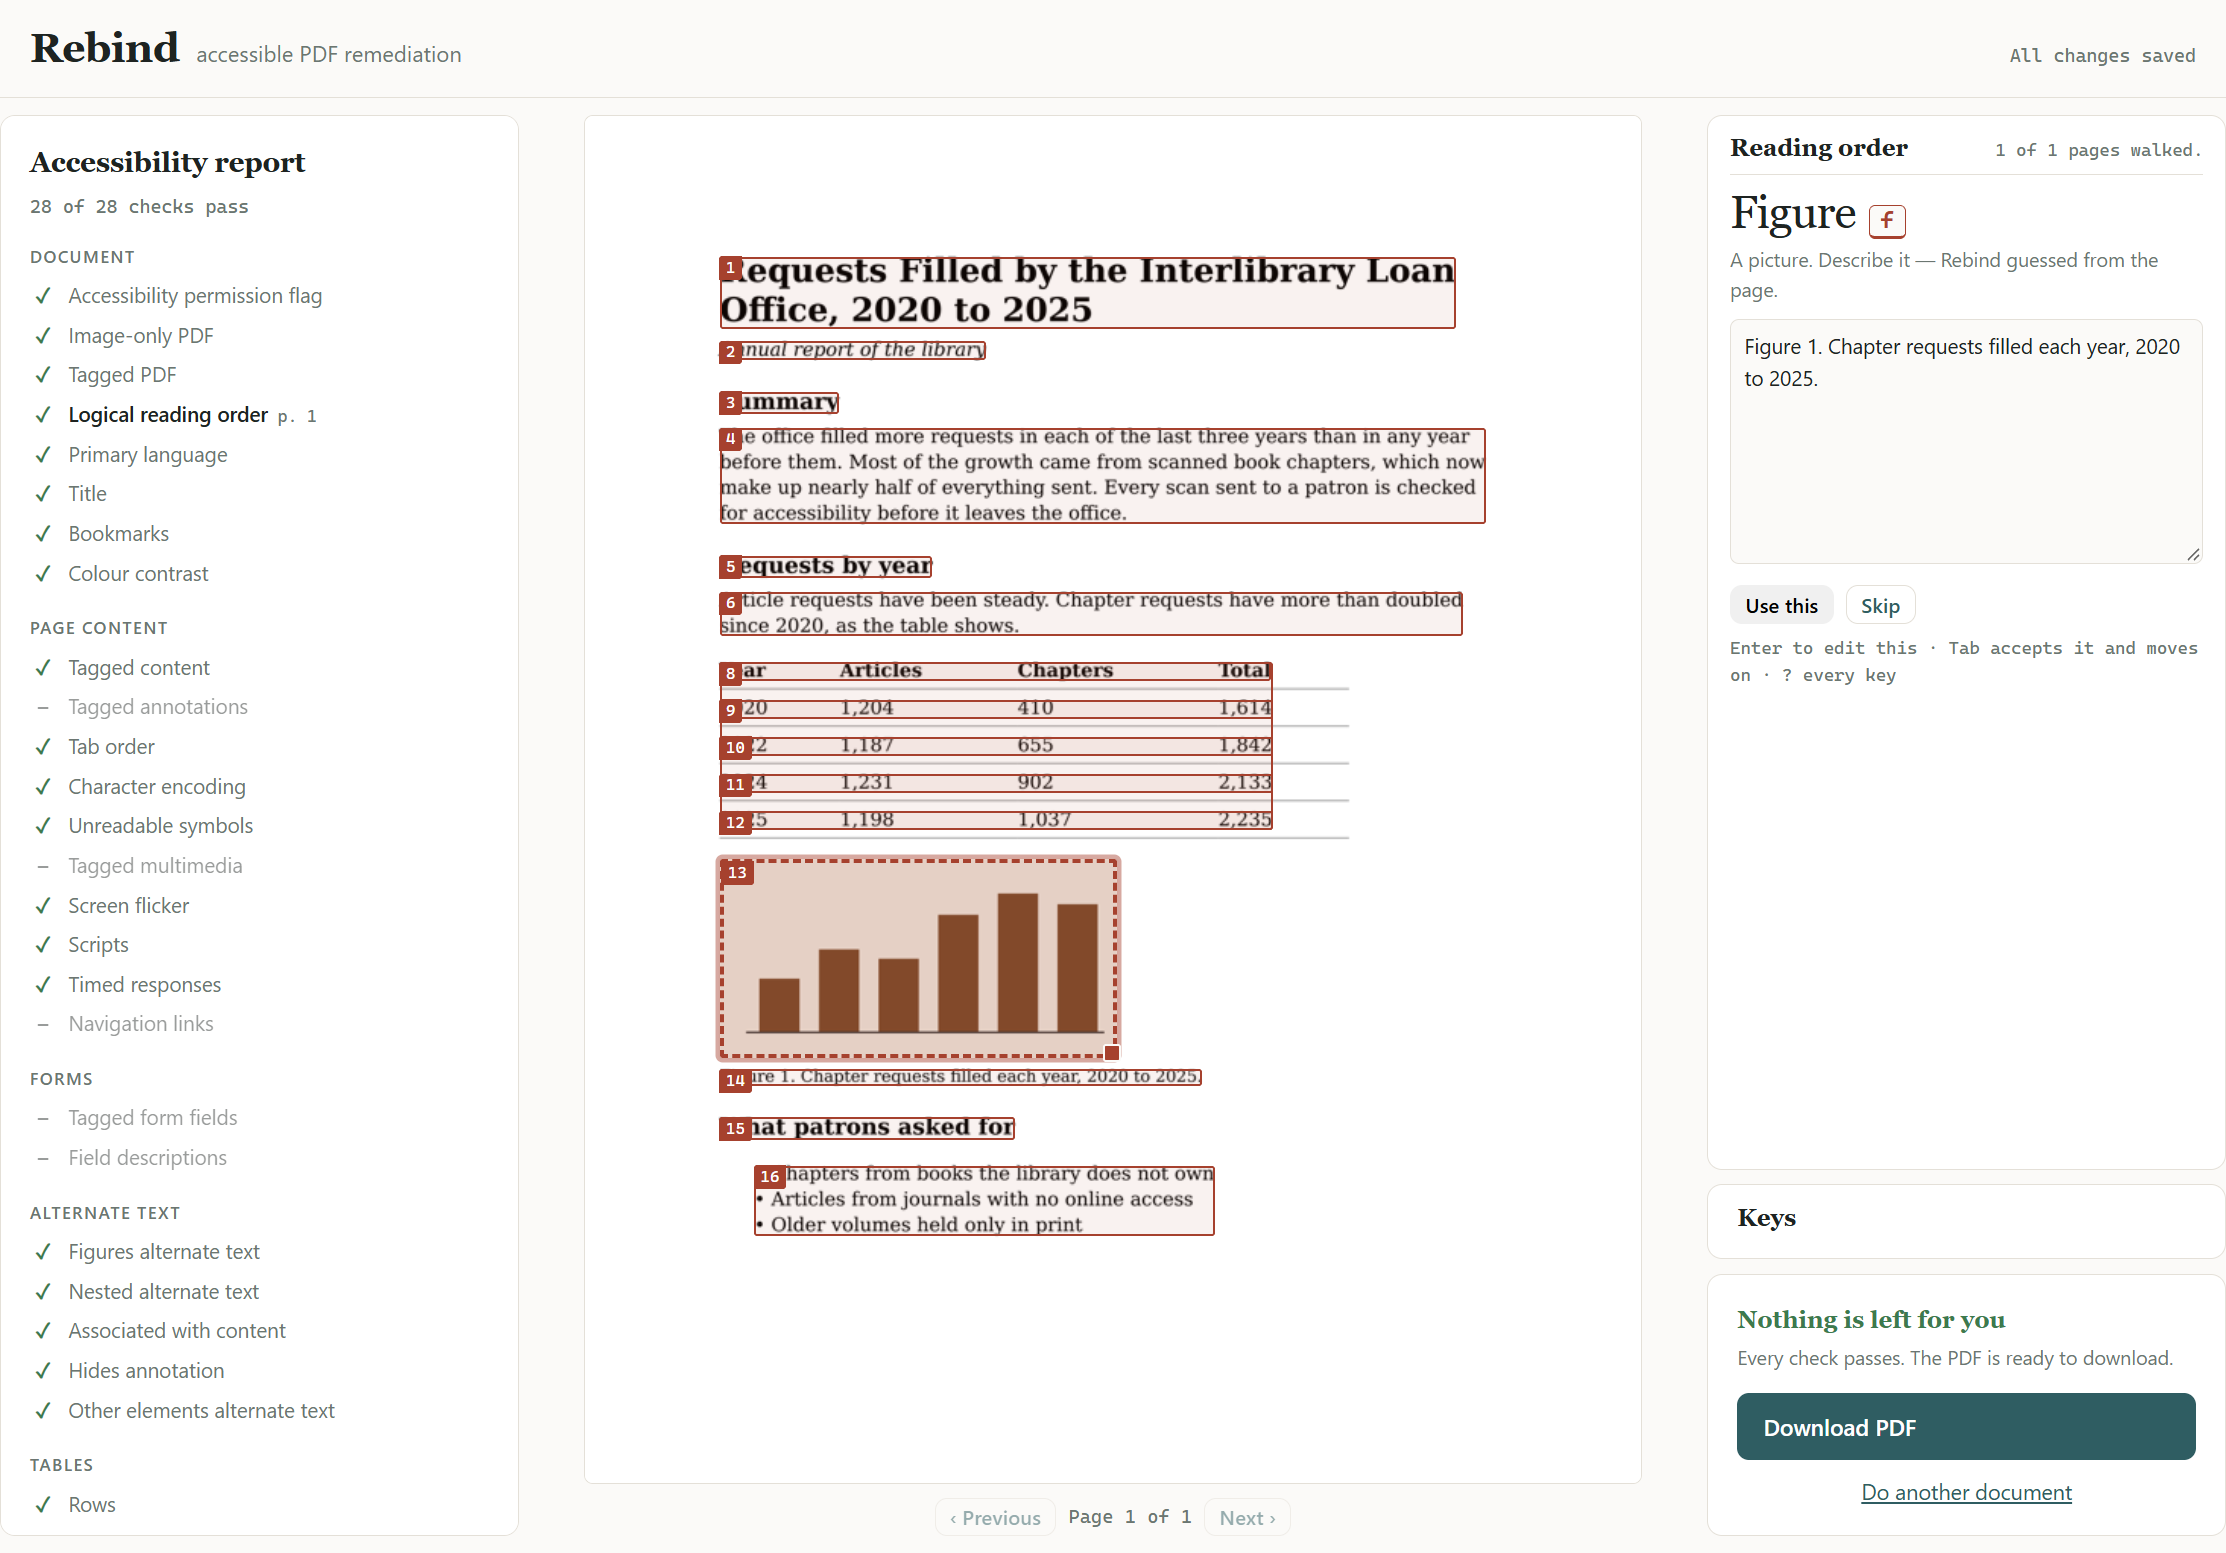 Rebind accessible PDF remediation
All changes saved
Accessibility report
28 of 28 checks pass
DOCUMENT
✓ Accessibility permission flag
✓ Image-only PDF
✓ Tagged PDF
✓ Logical reading order p. 1
✓ Primary language
✓ Title
✓ Bookmarks
✓ Colour contrast
PAGE CONTENT
✓ Tagged content
– Tagged annotations
✓ Tab order
✓ Character encoding
✓ Unreadable symbols
– Tagged multimedia
✓ Screen flicker
✓ Scripts
✓ Timed responses
– Navigation links
FORMS
– Tagged form fields
– Field descriptions
ALTERNATE TEXT
✓ Figures alternate text
✓ Nested alternate text
✓ Associated with content
✓ Hides annotation
✓ Other elements alternate text
TABLES
✓ Rows
1 equests Filled by the Interlibrary Loan
Office, 2020 to 2025
2 nnual report of the library
3 ummary
4 e office filled more requests in each of the last three years than in any year
before them. Most of the growth came from scanned book chapters, which now
make up nearly half of everything sent. Every scan sent to a patron is checked
for accessibility before it leaves the office.
5 equests by year
6 ticle requests have been steady. Chapter requests have more than doubled
since 2020, as the table shows.
8 ar Articles Chapters Total
9 20 1,204 410 1,614
10 22 1,187 655 1,842
11 24 1,231 902 2,133
12 25 1,198 1,037 2,235
13
14 ure 1. Chapter requests filled each year, 2020 to 2025.
15 hat patrons asked for
16 hapters from books the library does not own
• Articles from journals with no online access
• Older volumes held only in print
‹ Previous Page 1 of 1 Next ›
Reading order 1 of 1 pages walked.
Figure f
A picture. Describe it — Rebind guessed from the
page.
Figure 1. Chapter requests filled each year, 2020
to 2025.
Use this Skip
Enter to edit this · Tab accepts it and moves
on · ? every key
Keys
Nothing is left for you
Every check passes. The PDF is ready to download.
Download PDF
Do another document